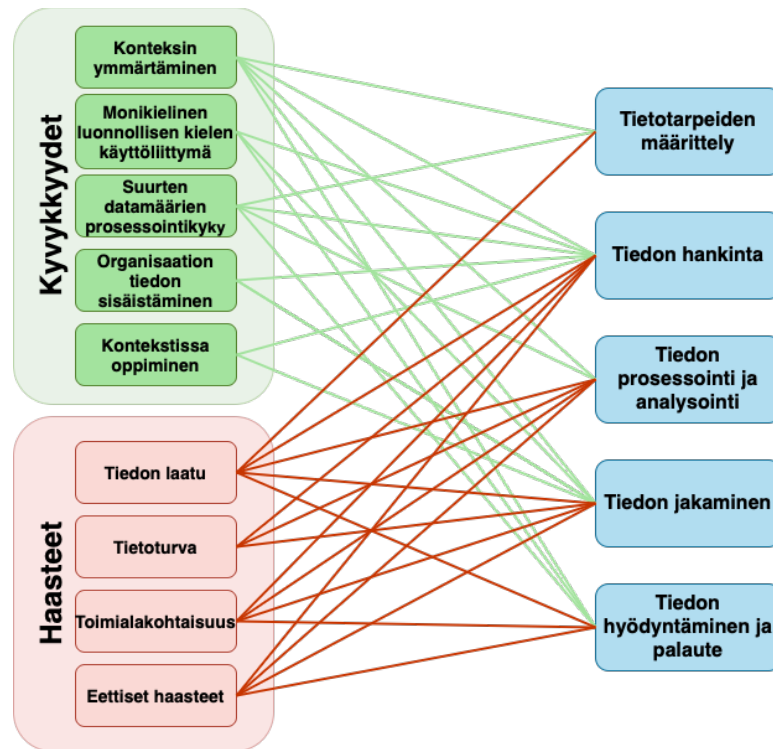 Kyvykkyydet
Konteksin
ymmärtäminen
Monikielinen
luonnollisen kielen
käyttöliittymä
Suurten
datamäärien
prosessointikyky
Organisaation
tiedon
sisäistäminen
Kontekstissa
oppiminen
Haasteet
Tiedon laatu
Tietoturva
Toimialakohtaisuus
Eettiset haasteet
Tietotarpeiden
määrittely
Tiedon hankinta
Tiedon
prosessointi ja
analysointi
Tiedon jakaminen
Tiedon
hyödyntäminen ja
palaute